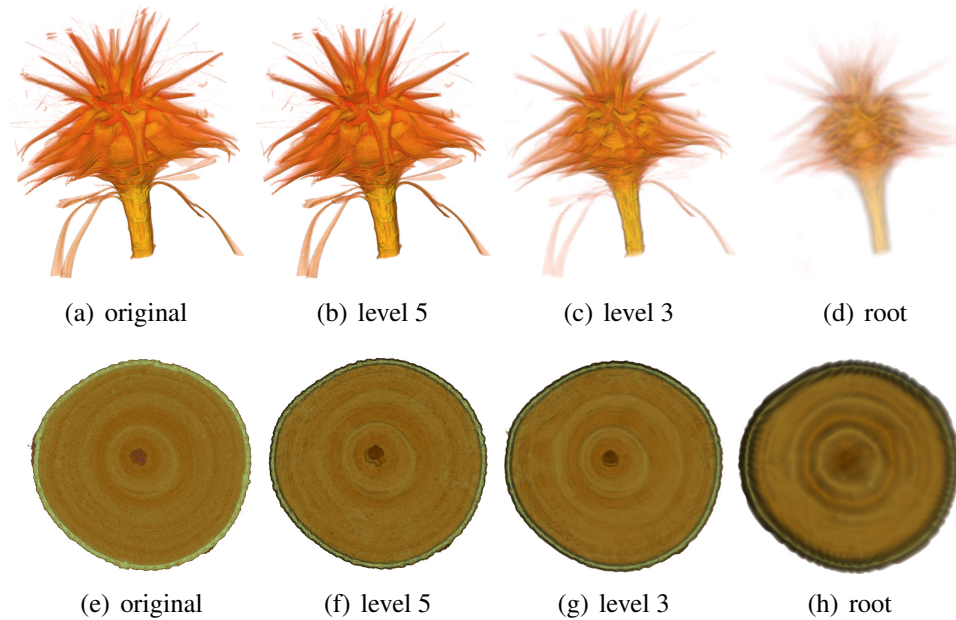 (a) original (b) level 5 (c) level 3 (d) root
(e) original (f) level 5 (g) level 3 (h) root